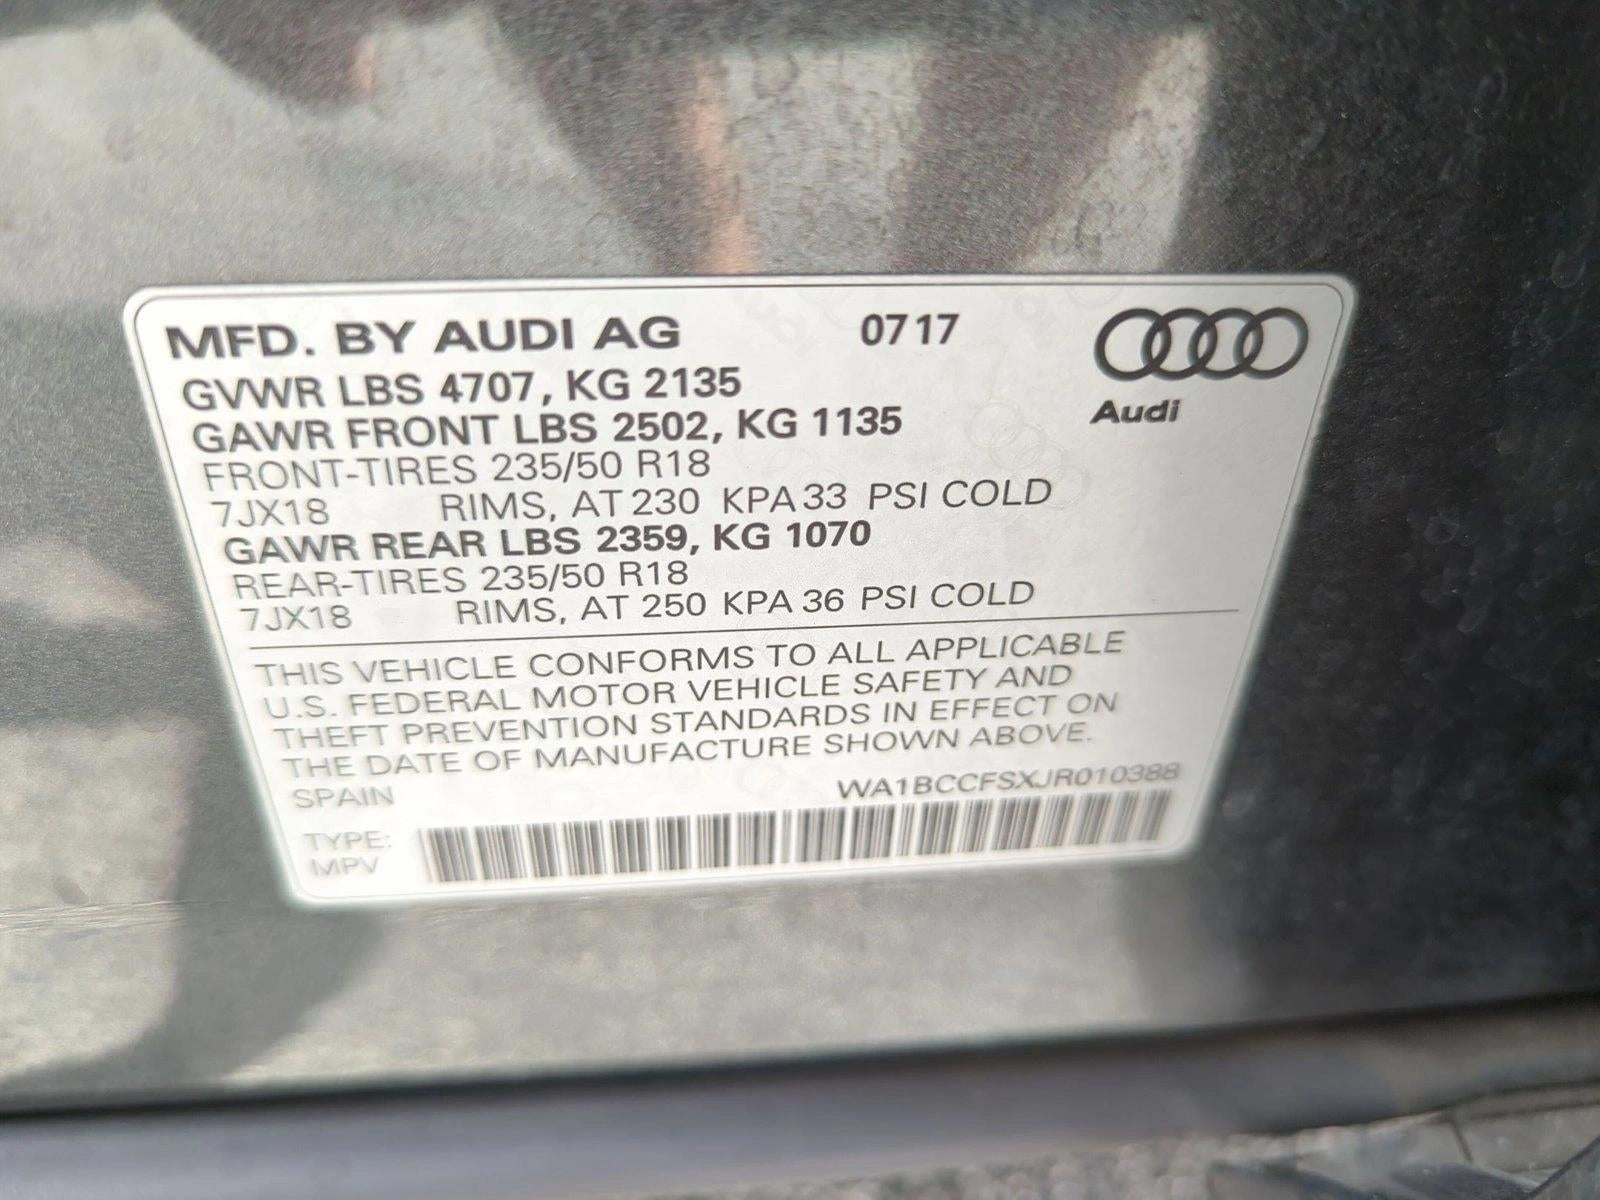 MFD. BY AUDI AG 0717
GVWR LBS 4707, KG 2135
GAWR FRONT LBS 2502, KG 1135
Audi
FRONT-TIRES 235/50 R18
7JX18 RIMS, AT 230 KPA 33 PSI COLD
GAWR REAR LBS 2359, KG 1070
REAR-TIRES 235/50 R18
7JX18 RIMS, AT 250 KPA 36 PSI COLD
THIS VEHICLE CONFORMS TO ALL APPLICABLE
U.S. FEDERAL MOTOR VEHICLE SAFETY AND
THEFT PREVENTION STANDARDS IN EFFECT ON
THE DATE OF MANUFACTURE SHOWN ABOVE.
SPAIN WA1BCCFSXJR010388
TYPE:
MPV